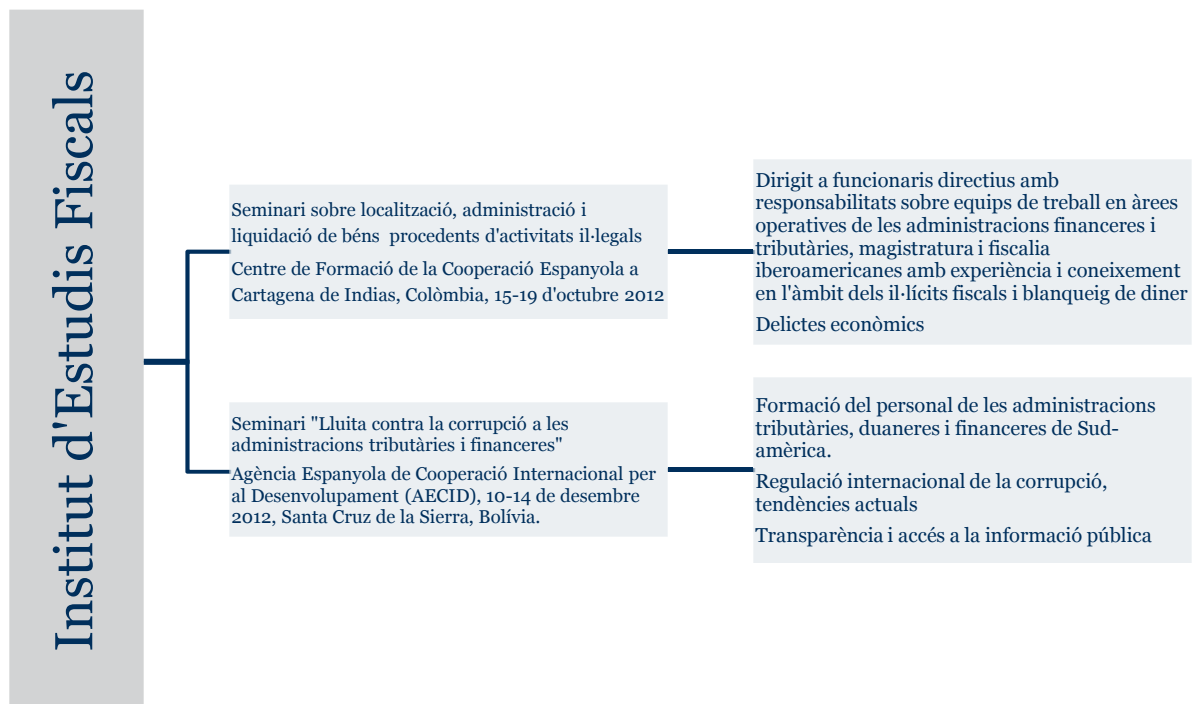 Institut d'Estudis Fiscals
Seminari sobre localització, administració i
liquidació de béns  procedents d'activitats il·legals
Centre de Formació de la Cooperació Espanyola a
Cartagena de Indias, Colòmbia, 15-19 d'octubre 2012
Dirigit a funcionaris directius amb
responsabilitats sobre equips de treball en àrees
operatives de les administracions financeres i
tributàries, magistratura i fiscalia
iberoamericanes amb experiència i coneixement
en l'àmbit dels il·lícits fiscals i blanqueig de diner
Delictes econòmics
Seminari "Lluita contra la corrupció a les
administracions tributàries i financeres"
Agència Espanyola de Cooperació Internacional per
al Desenvolupament (AECID), 10-14 de desembre
2012, Santa Cruz de la Sierra, Bolívia.
Formació del personal de les administracions
tributàries, duaneres i financeres de Sud-
amèrica.
Regulació internacional de la corrupció,
tendències actuals
Transparència i accés a la informació pública